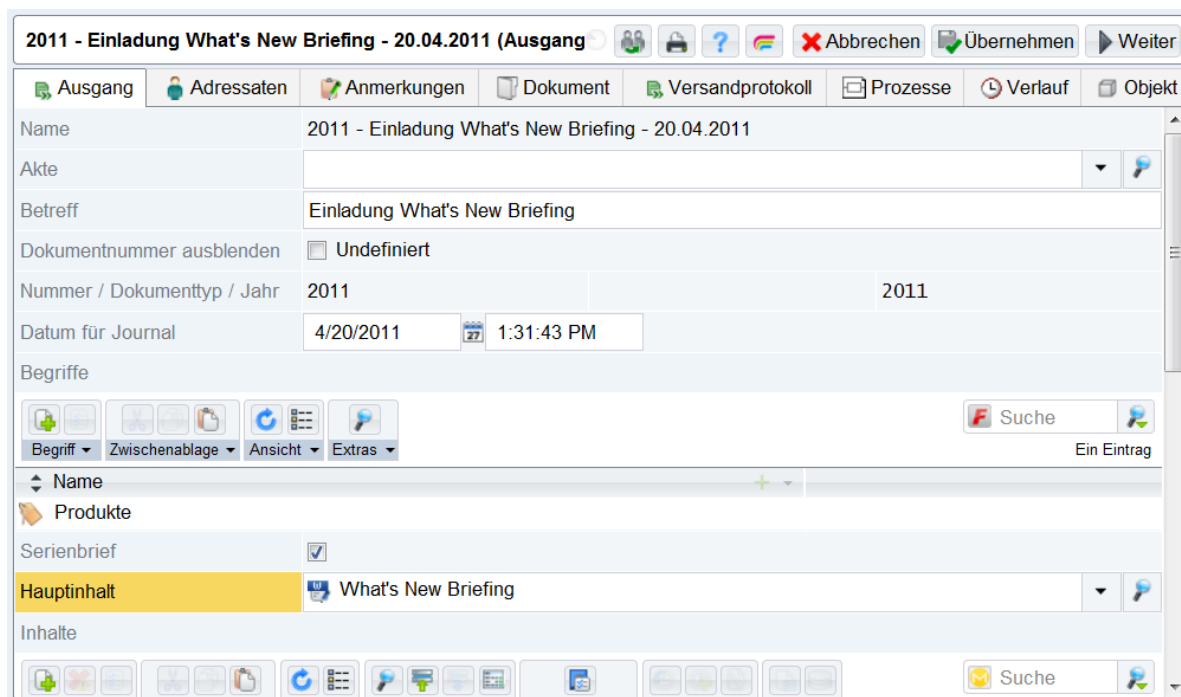 2011 - Einladung What's New Briefing - 20.04.2011 (Ausgang
Abbrechen
Übernehmen
Weiter
Ausgang
Adressaten
Anmerkungen
Dokument
Versandprotokoll
Prozesse
Verlauf
Objekt
Name 2011 - Einladung What's New Briefing - 20.04.2011
Akte
Betreff Einladung What's New Briefing
Dokumentnummer ausblenden Undefiniert
Nummer / Dokumenttyp / Jahr 2011 2011
Datum für Journal 4/20/2011 27 1:31:43 PM
Begriffe
F Suche
Begriff Zwischenablage Ansicht Extras Ein Eintrag
Name
Produkte
Serienbrief
Hauptinhalt What's New Briefing
Inhalte
Suche